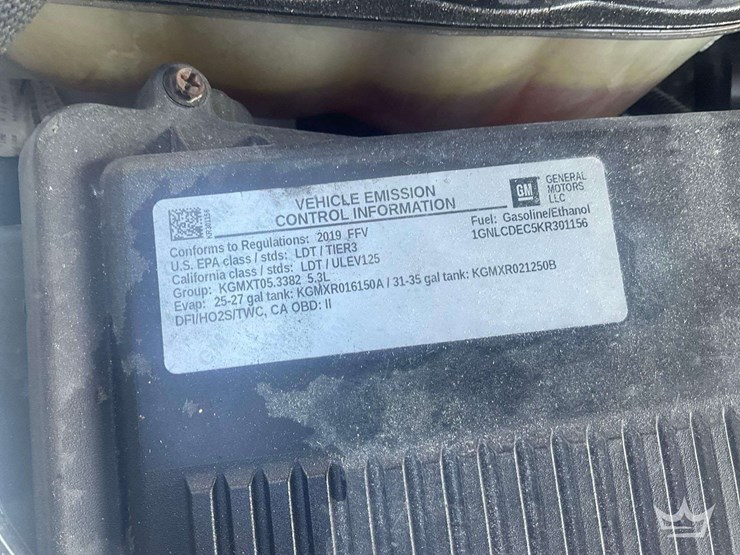 VEHICLE EMISSION
CONTROL INFORMATION
GM
GENERAL
MOTORS
LLC
Conforms to Regulations: 2019 FFV
Fuel: Gasoline/Ethanol
U.S. EPA class / stds: LDT / TIER3
1GNLCDEC5KR301156
California class / stds: LDT / ULEV125
Group: KGMXT05.3382 5.3L
Evap: 25-27 gal tank: KGMXR016150A / 31-35 gal tank: KGMXR021250B
DFI/HO2S/TWC, CA OBD: II